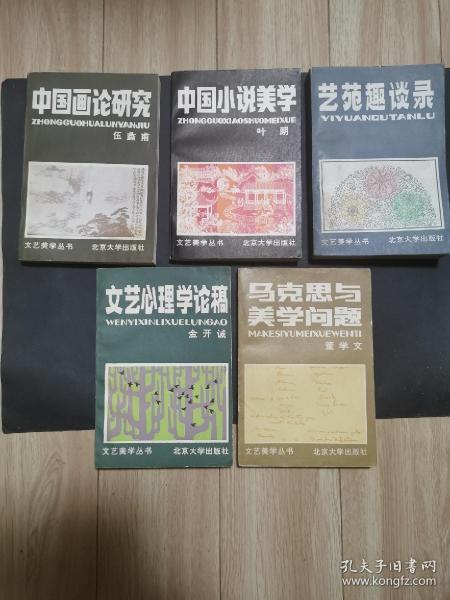 中国画论研究
ZHONGGUOHUALUNYANJIU
伍蠡甫
文艺美学丛书 北京大学出版社
中国小说美学
ZHONGGUOXIAOSHUOMEIXUE
叶朗
文艺美学丛书 北京大学出版社
艺苑趣谈录
YIYUANQUTANLU
文艺美学丛书 北京大学出版社
文艺心理学论稿
WENYIXINLIXUELUNGAO
金开诚
文艺美学丛书 北京大学出版社
马克思与
美学问题
MAKESIYUMEIXUEWENTI
董学文
文艺美学丛书 北京大学出版社
孔夫子旧书网
www.kongfz.com